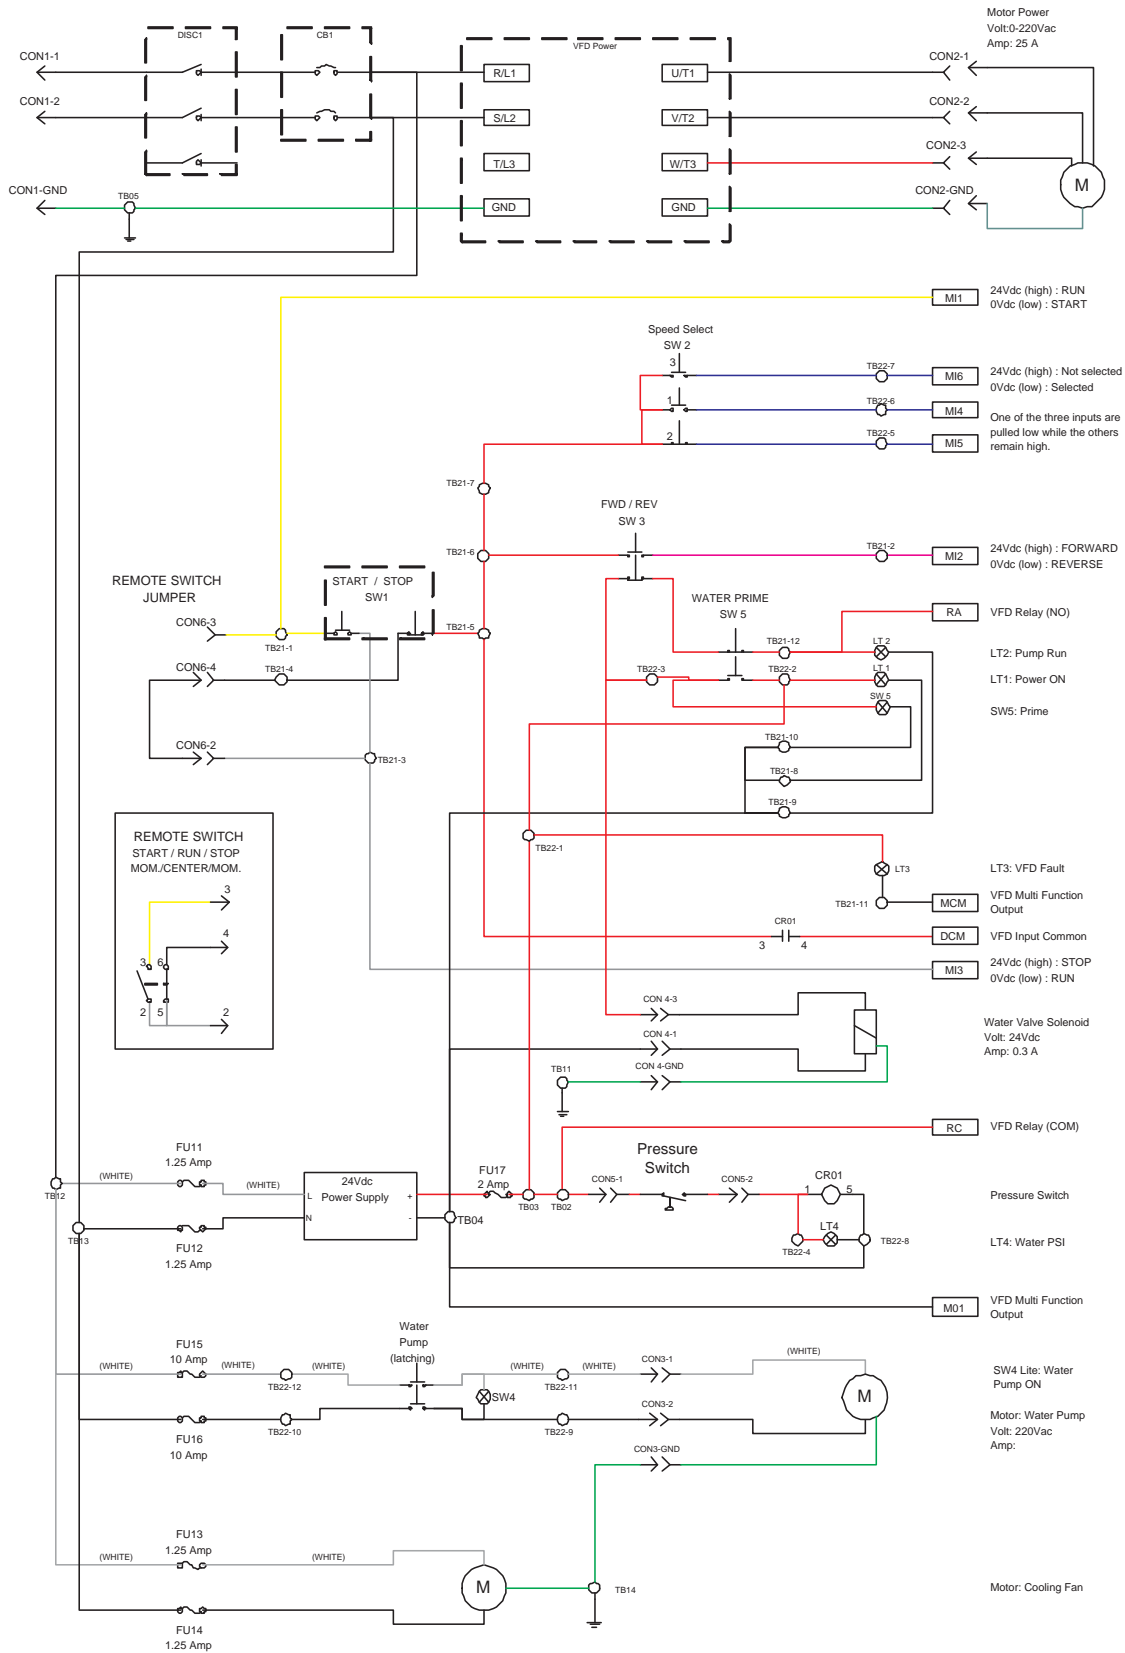 Motor Power
Volt:0-220Vac
Amp: 25 A
DISC1
CB1
VFD Power
CON1-1
R/L1
U/T1
CON2-1
CON1-2
S/L2
V/T2
CON2-2
T/L3
W/T3
CON2-3
CON1-GND
TB05
GND
GND
CON2-GND
M
MI1
24Vdc (high) : RUN
0Vdc (low) : START
Speed Select
SW 2
3
TB22-7
MI6
24Vdc (high) : Not selected
0Vdc (low) : Selected
1
TB22-6
MI4
One of the three inputs are
pulled low while the others
remain high.
2
TB22-5
MI5
TB21-7
FWD / REV
SW 3
TB21-6
TB21-2
MI2
24Vdc (high) : FORWARD
0Vdc (low) : REVERSE
REMOTE SWITCH
JUMPER
START / STOP
SW1
WATER PRIME
SW 5
RA
VFD Relay (NO)
CON6-3
TB21-1
TB21-5
TB21-12
LT 2
LT2: Pump Run
CON6-4
TB21-4
TB22-3
TB22-2
LT 1
LT1: Power ON
SW 5
SW5: Prime
CON6-2
TB21-3
TB21-10
TB21-8
TB21-9
REMOTE SWITCH
START / RUN / STOP
MOM./CENTER/MOM.
3
4
3 6
2 5
2
TB22-1
LT3
LT3: VFD Fault
TB21-11
MCM
VFD Multi Function
Output
CR01
3
4
DCM
VFD Input Common
MI3
24Vdc (high) : STOP
0Vdc (low) : RUN
CON 4-3
CON 4-1
CON 4-GND
TB11
Water Valve Solenoid
Volt: 24Vdc
Amp: 0.3 A
RC
VFD Relay (COM)
FU11
1.25 Amp
(WHITE)
(WHITE)
TB12
24Vdc
Power Supply
L
N
+
-
FU17
2 Amp
TB03
TB02
TB04
CON5-1
Pressure
Switch
CON5-2
CR01
1
5
Pressure Switch
TB13
FU12
1.25 Amp
LT4
TB22-4
TB22-8
LT4: Water PSI
M01
VFD Multi Function
Output
FU15
10 Amp
(WHITE)
(WHITE)
TB22-12
Water
Pump
(latching)
(WHITE)
TB22-11
(WHITE)
CON3-1
(WHITE)
SW4
M
SW4 Lite: Water
Pump ON
FU16
10 Amp
TB22-10
TB22-9
CON3-2
Motor: Water Pump
Volt: 220Vac
Amp:
CON3-GND
FU13
1.25 Amp
(WHITE)
(WHITE)
M
TB14
Motor: Cooling Fan
FU14
1.25 Amp